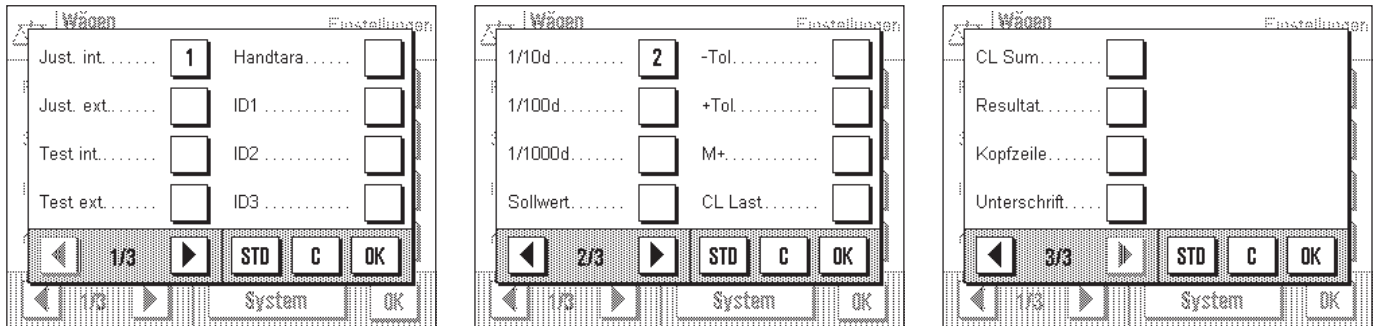 Wägen Einstellungen
Just. int........ 1 Handtara......
Just. ext........ ID1 ............
Test int........ ID2 ............
Test ext....... ID3 ............
1/3 STD C OK
1/3 System OK
Wägen Einstellungen
1/10d.......... 2 -Tol............
1/100d........ +Tol............
1/1000d....... M+............
Sollwert....... CL Last.......
2/3 STD C OK
1/3 System OK
Wägen Einstellungen
CL Sum........
Resultat........
Kopfzeile.......
Unterschrift.....
3/3 STD C OK
1/3 System OK